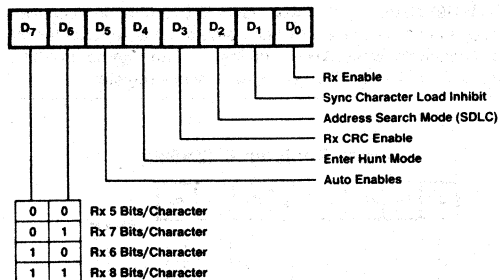 D7 D6 D5 D4 D3 D2 D1 D0
Rx Enable
Sync Character Load Inhibit
Address Search Mode (SDLC)
Rx CRC Enable
Enter Hunt Mode
Auto Enables
0 0 Rx 5 Bits/Character
0 1 Rx 7 Bits/Character
1 0 Rx 6 Bits/Character
1 1 Rx 8 Bits/Character